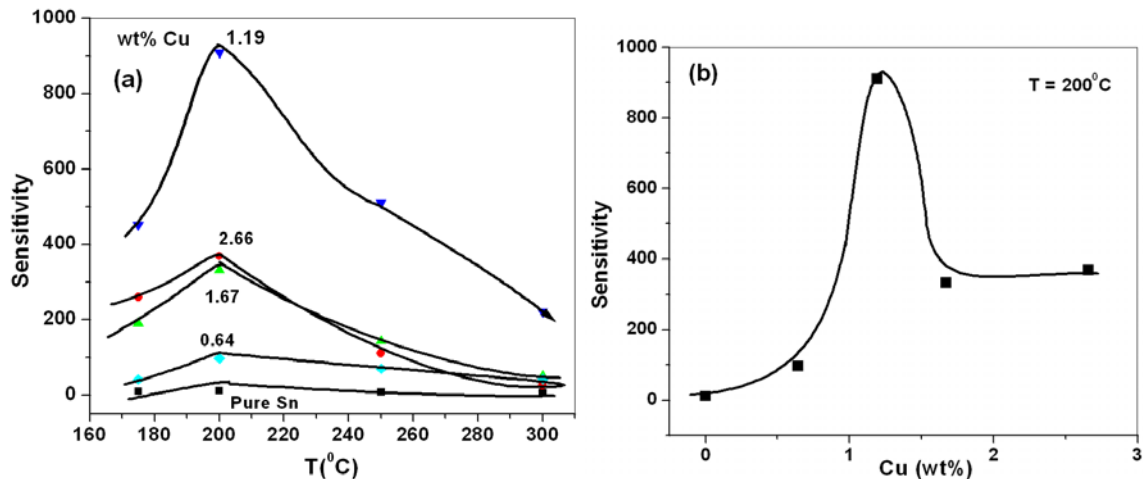 1000
wt% Cu
1.19
(a)
800
600
Sensitivity
400
2.66
200
1.67
0.64
0
Pure Sn
160 180 200 220 240 260 280 300
T(⁰C)
1000
(b)
T = 200⁰C
800
600
Sensitivity
400
200
0
0 1 2 3
Cu (wt%)